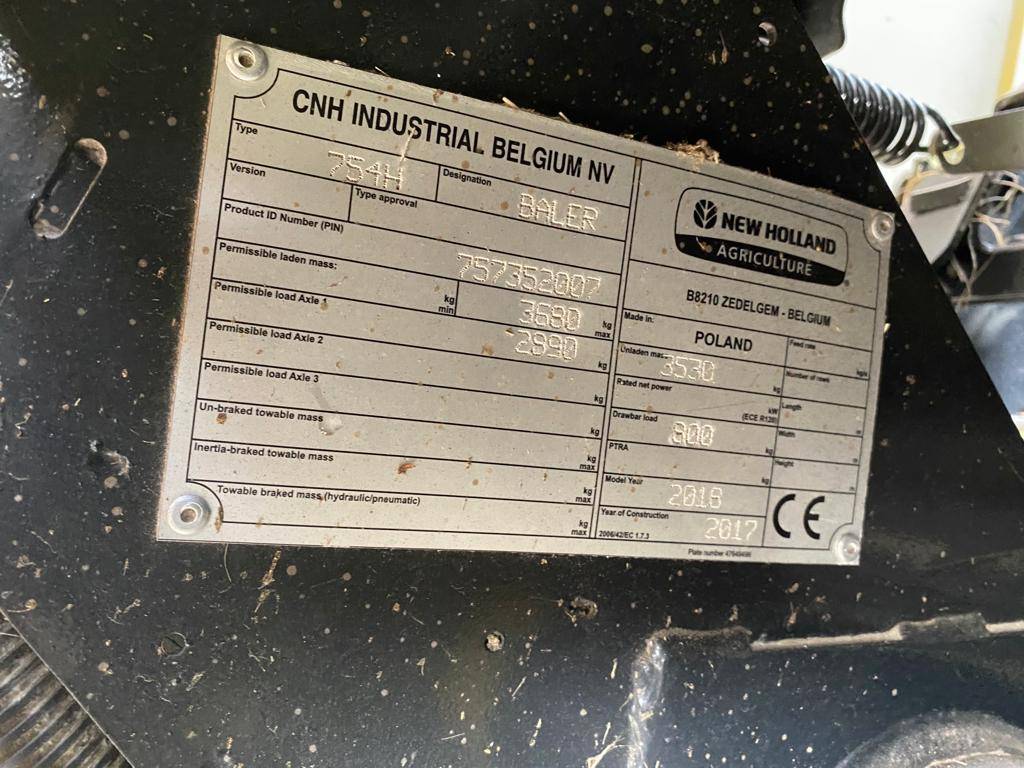 CNH INDUSTRIAL BELGIUM NV
Type
754H
Designation
BALER
Version
Type approval
Product ID Number (PIN)
757352007
Permissible laden mass:
kg
min
3680
kg
max
Permissible load Axle 1
2890
kg
Permissible load Axle 2
kg
Permissible load Axle 3
kg
Un-braked towable mass
kg
max
Inertia-braked towable mass
kg
max
Towable braked mass (hydraulic/pneumatic)
kg
max
NEW HOLLAND
AGRICULTURE
B8210 ZEDELGEM - BELGIUM
Made in:
POLAND
Unladen mass
3530
kg
Feed rate
kg/s
Rated net power
kW
(ECE R120)
Number of rows
Drawbar load
800
kg
Length
m
PTRA
kg
Width
m
Model Year
2018
Height
m
Year of Construction
2017
2006/42/EC 1.7.3
CE
Plate number